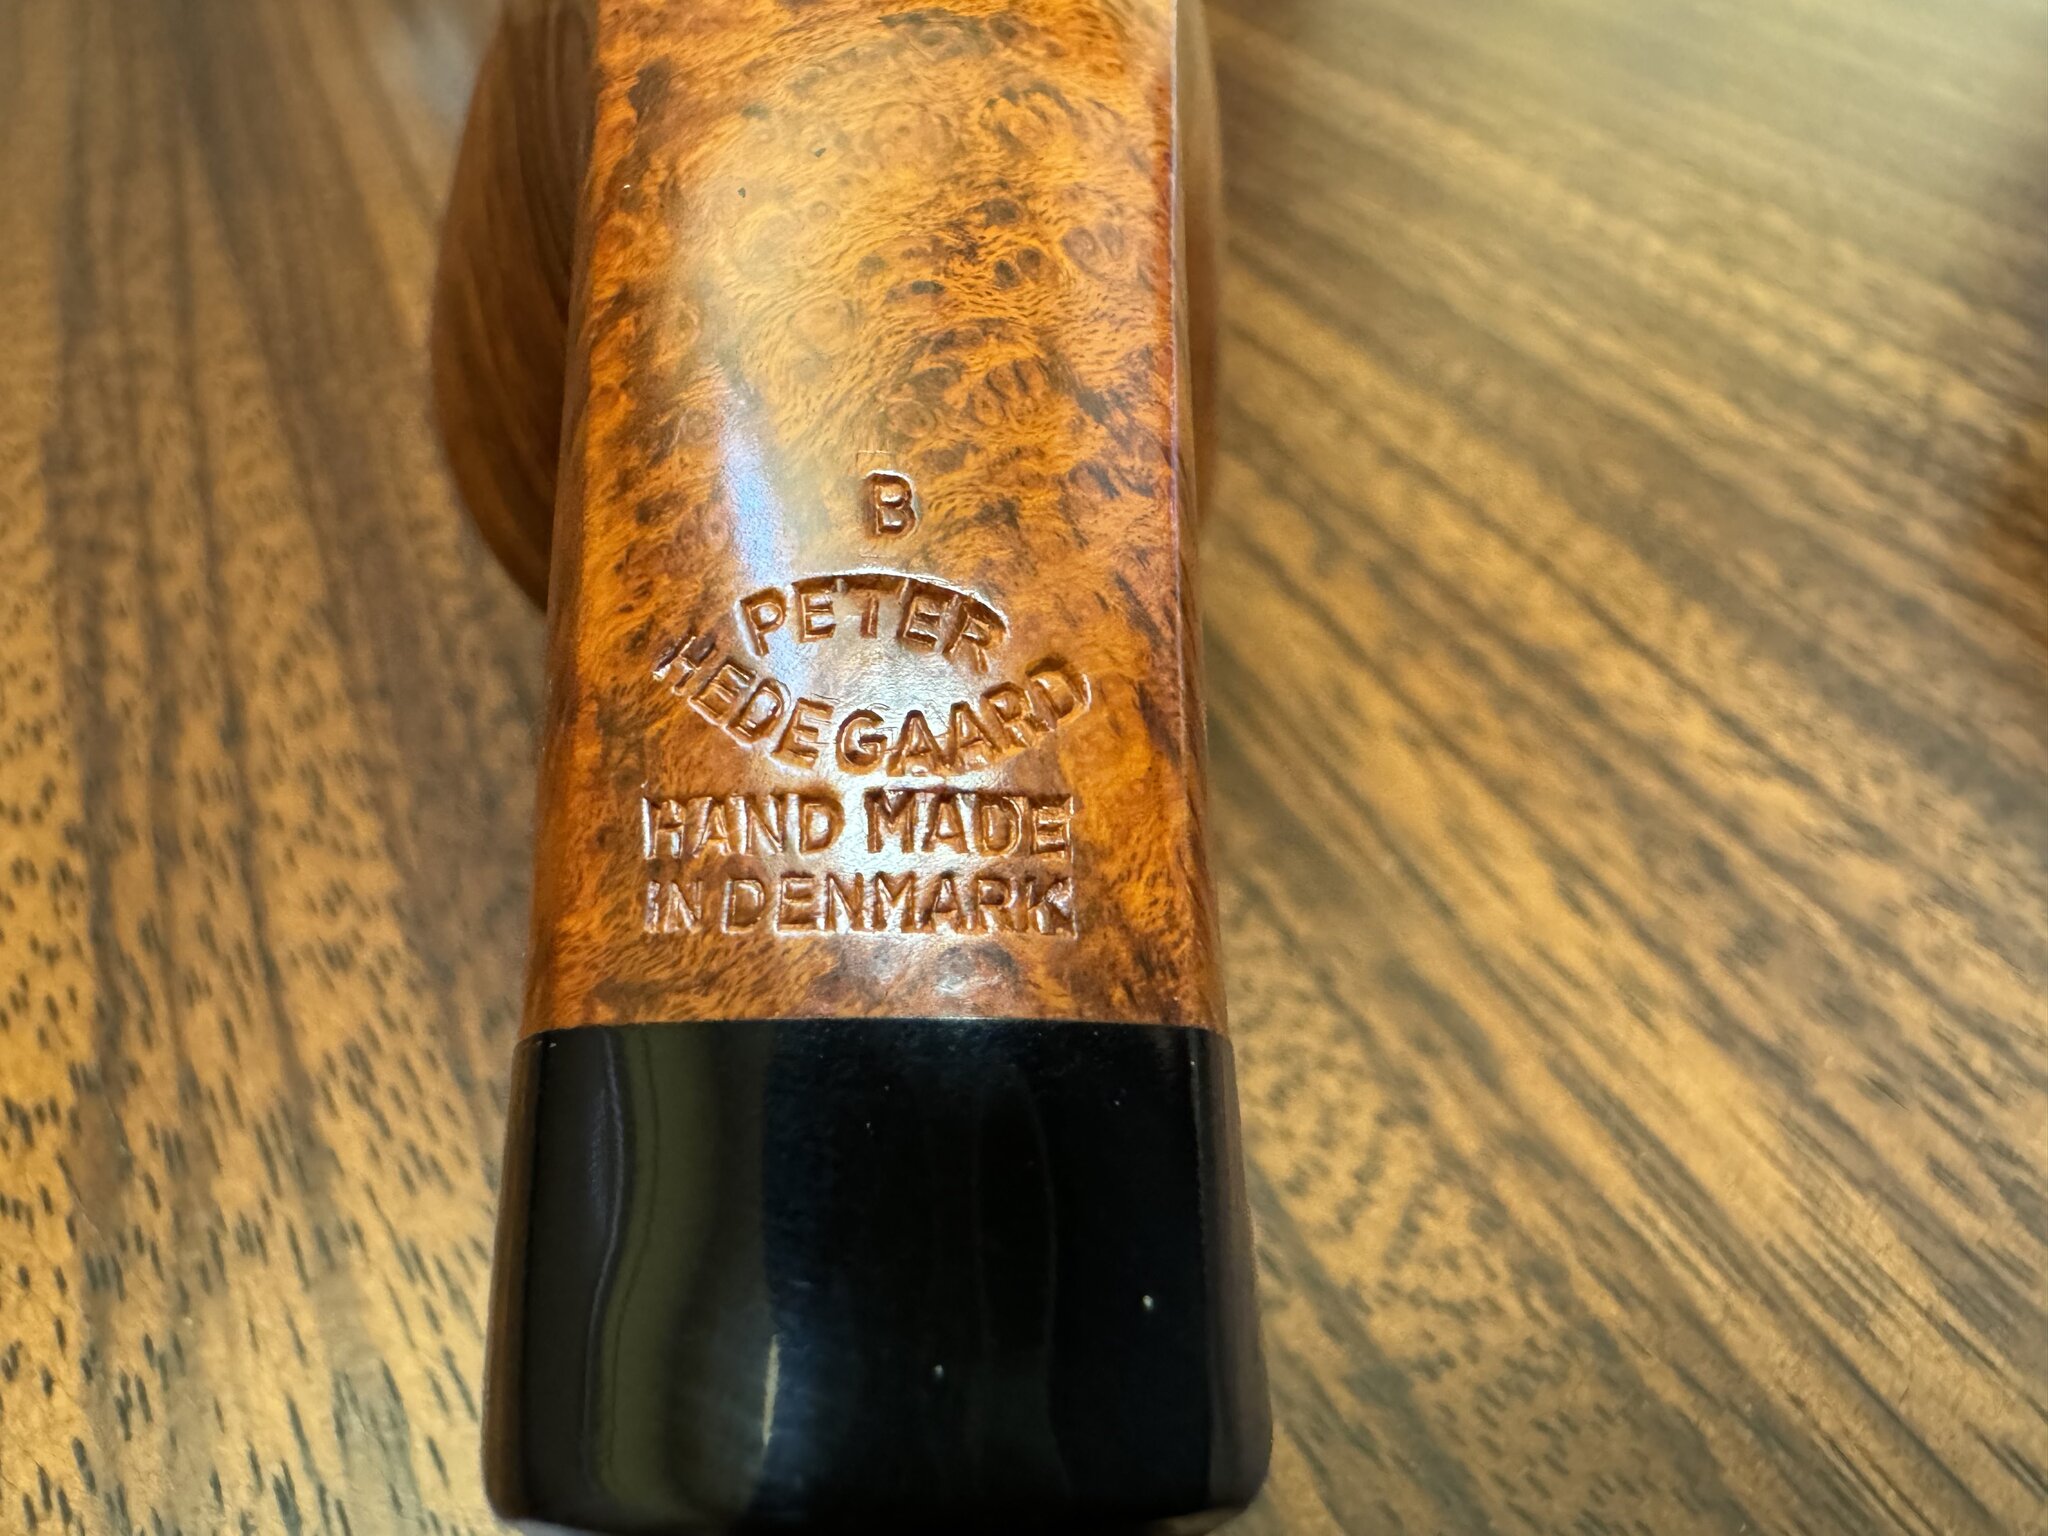 B
PETER
HEDEGAARD
HAND MADE
IN DENMARK